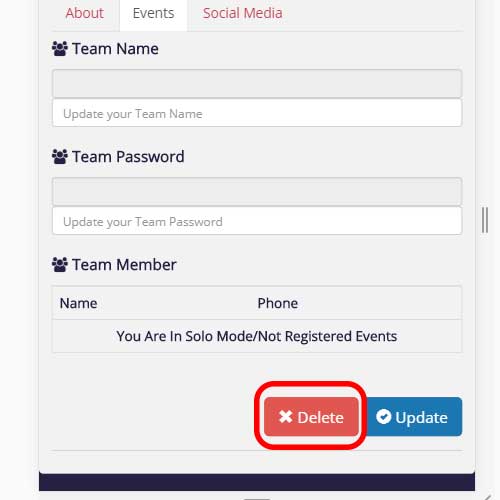 About Events Social Media
Team Name
Update your Team Name
Team Password
Update your Team Password
Team Member
Name Phone
You Are In Solo Mode/Not Registered Events
Delete Update